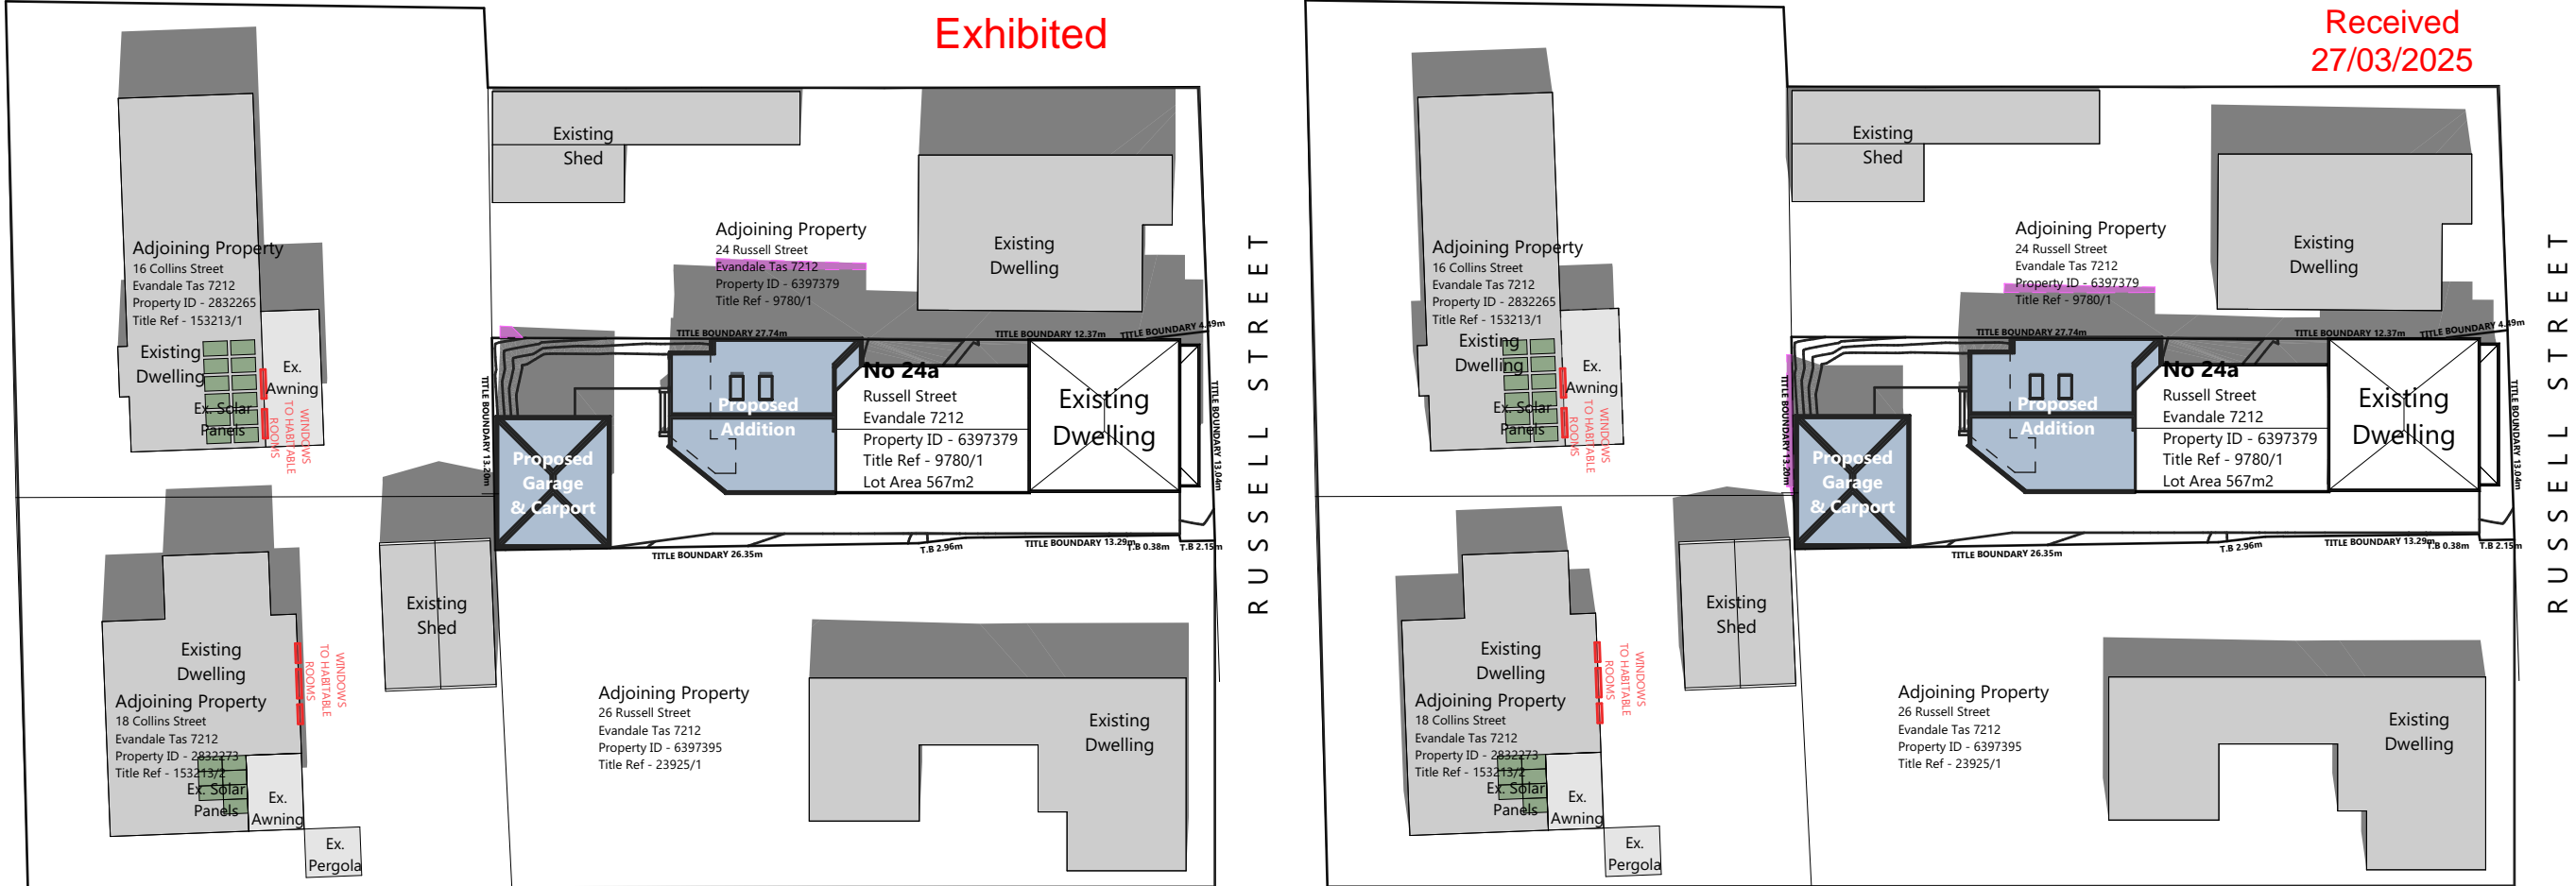 Exhibited
Existing
Shed
Adjoining Property
24 Russell Street
Evandale Tas 7212
Property ID - 6397379
Title Ref - 9780/1
Existing
Dwelling
Adjoining Property
16 Collins Street
Evandale Tas 7212
Property ID - 2832265
Title Ref - 153213/1
Existing
Dwelling
Ex. Solar
Panels
Ex.
Awning
WINDOWS
TO HABITABLE
ROOMS
TITLE BOUNDARY 27.74m
TITLE BOUNDARY 12.37m
TITLE BOUNDARY 4.49m
TITLE BOUNDARY 13.20m
Proposed
Addition
No 24a
Russell Street
Evandale 7212
Property ID - 6397379
Title Ref - 9780/1
Lot Area 567m2
Existing
Dwelling
TITLE BOUNDARY 13.04m
RUSSELL STREET
Proposed
Garage
& Carport
TITLE BOUNDARY 26.35m
T.B 2.96m
TITLE BOUNDARY 13.29m
T.B 0.38m
T.B 2.15m
Existing
Shed
Existing
Dwelling
WINDOWS
TO HABITABLE
ROOMS
Adjoining Property
18 Collins Street
Evandale Tas 7212
Property ID - 2832273
Title Ref - 153213/2
Ex. Solar
Panels
Ex.
Awning
Ex.
Pergola
Adjoining Property
26 Russell Street
Evandale Tas 7212
Property ID - 6397395
Title Ref - 23925/1
Existing
Dwelling
Received
27/03/2025
Existing
Shed
Adjoining Property
24 Russell Street
Evandale Tas 7212
Property ID - 6397379
Title Ref - 9780/1
Existing
Dwelling
Adjoining Property
16 Collins Street
Evandale Tas 7212
Property ID - 2832265
Title Ref - 153213/1
Existing
Dwelling
Ex. Solar
Panels
Ex.
Awning
WINDOWS
TO HABITABLE
ROOMS
TITLE BOUNDARY 27.74m
TITLE BOUNDARY 12.37m
TITLE BOUNDARY 4.49m
TITLE BOUNDARY 13.20m
Proposed
Addition
No 24a
Russell Street
Evandale 7212
Property ID - 6397379
Title Ref - 9780/1
Lot Area 567m2
Existing
Dwelling
TITLE BOUNDARY 13.04m
RUSSELL STREET
Proposed
Garage
& Carport
TITLE BOUNDARY 26.35m
T.B 2.96m
TITLE BOUNDARY 13.29m
T.B 0.38m
T.B 2.15m
Existing
Shed
Existing
Dwelling
WINDOWS
TO HABITABLE
ROOMS
Adjoining Property
18 Collins Street
Evandale Tas 7212
Property ID - 2832273
Title Ref - 153213/2
Ex. Solar
Panels
Ex.
Awning
Ex.
Pergola
Adjoining Property
26 Russell Street
Evandale Tas 7212
Property ID - 6397395
Title Ref - 23925/1
Existing
Dwelling